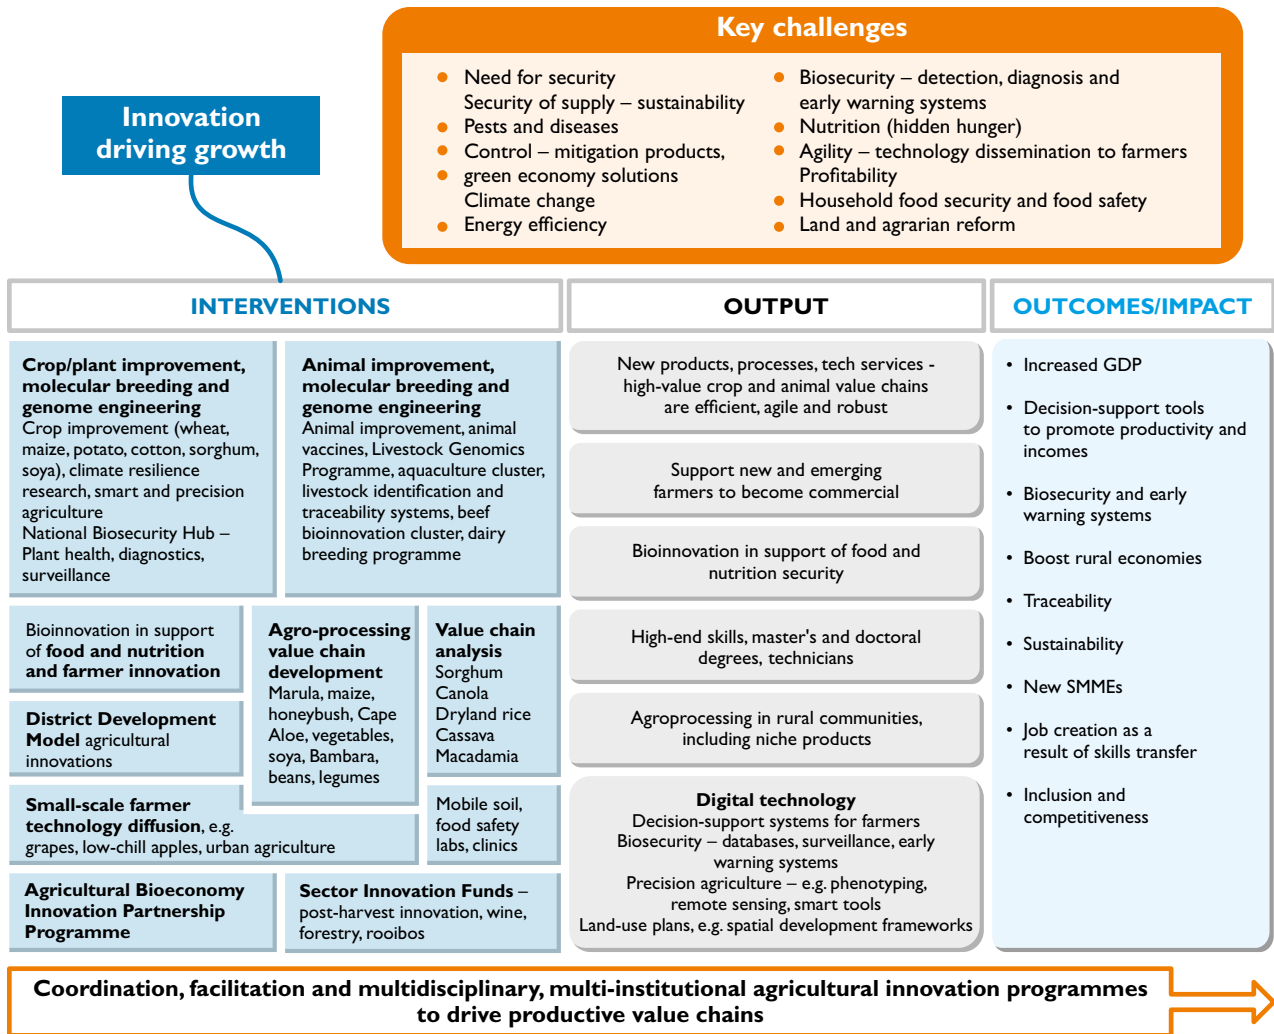 Key challenges
• Need for security
Security of supply – sustainability
• Pests and diseases
• Control – mitigation products,
• green economy solutions
Climate change
• Energy efficiency
• Biosecurity – detection, diagnosis and
early warning systems
• Nutrition (hidden hunger)
• Agility – technology dissemination to farmers
Profitability
• Household food security and food safety
• Land and agrarian reform
Innovation
driving growth
INTERVENTIONS
Crop/plant improvement,
molecular breeding and
genome engineering
Crop improvement (wheat,
maize, potato, cotton, sorghum,
soya), climate resilience
research, smart and precision
agriculture
National Biosecurity Hub –
Plant health, diagnostics,
surveillance
Animal improvement,
molecular breeding and
genome engineering
Animal improvement, animal
vaccines, Livestock Genomics
Programme, aquaculture cluster,
livestock identification and
traceability systems, beef
bioinnovation cluster, dairy
breeding programme
Bioinnovation in support
of food and nutrition
and farmer innovation
District Development
Model agricultural
innovations
Agro-processing
value chain
development
Marula, maize,
honeybush, Cape
Aloe, vegetables,
soya, Bambara,
beans, legumes
Value chain
analysis
Sorghum
Canola
Dryland rice
Cassava
Macadamia
Small-scale farmer
technology diffusion, e.g.
grapes, low-chill apples, urban agriculture
Mobile soil,
food safety
labs, clinics
Agricultural Bioeconomy
Innovation Partnership
Programme
Sector Innovation Funds –
post-harvest innovation, wine,
forestry, rooibos
OUTPUT
New products, processes, tech services -
high-value crop and animal value chains
are efficient, agile and robust
Support new and emerging
farmers to become commercial
Bioinnovation in support of food and
nutrition security
High-end skills, master's and doctoral
degrees, technicians
Agroprocessing in rural communities,
including niche products
Digital technology
Decision-support systems for farmers
Biosecurity – databases, surveillance, early
warning systems
Precision agriculture – e.g. phenotyping,
remote sensing, smart tools
Land-use plans, e.g. spatial development frameworks
OUTCOMES/IMPACT
• Increased GDP
• Decision-support tools
to promote productivity and
incomes
• Biosecurity and early
warning systems
• Boost rural economies
• Traceability
• Sustainability
• New SMMEs
• Job creation as a
result of skills transfer
• Inclusion and
competitiveness
Coordination, facilitation and multidisciplinary, multi-institutional agricultural innovation programmes
to drive productive value chains